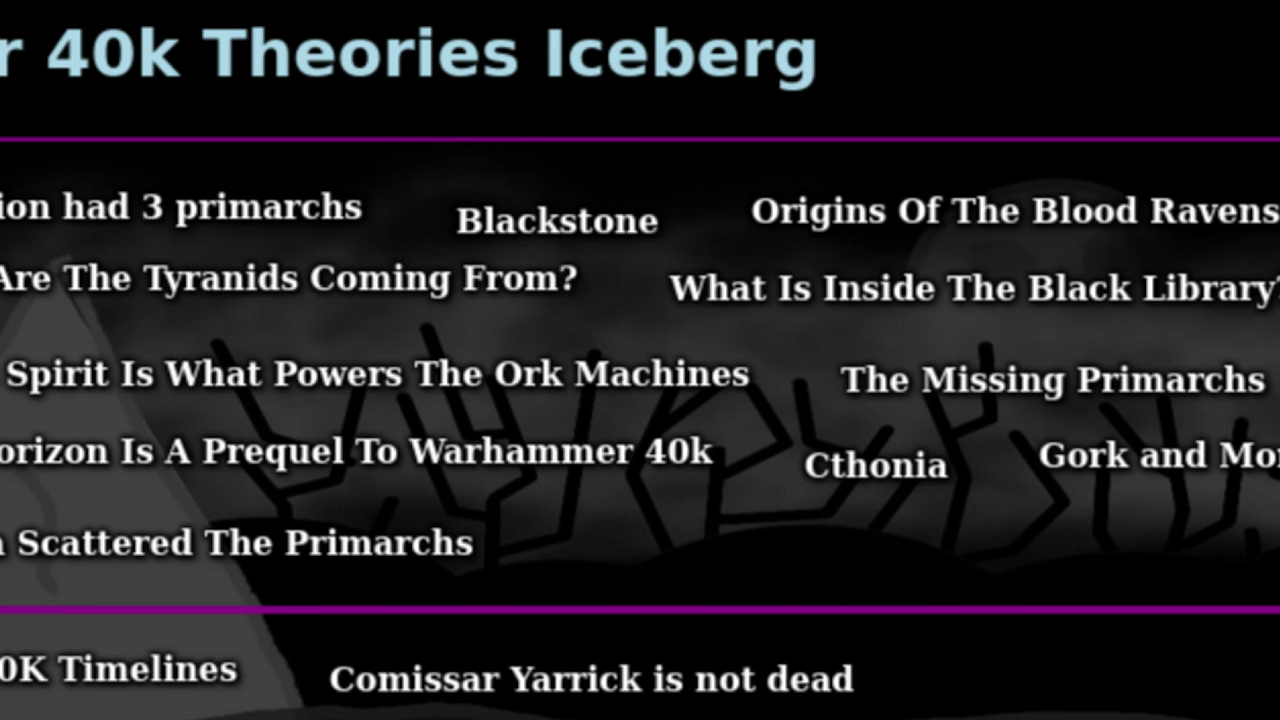 r 40k Theories Iceberg
ion had 3 primarchs
Blackstone
Origins Of The Blood Ravens
Are The Tyranids Coming From?
What Is Inside The Black Library?
Spirit Is What Powers The Ork Machines
The Missing Primarchs
orizon Is A Prequel To Warhammer 40k
Cthonia
Gork and Mor
Scattered The Primarchs
0K Timelines
Comissar Yarrick is not dead